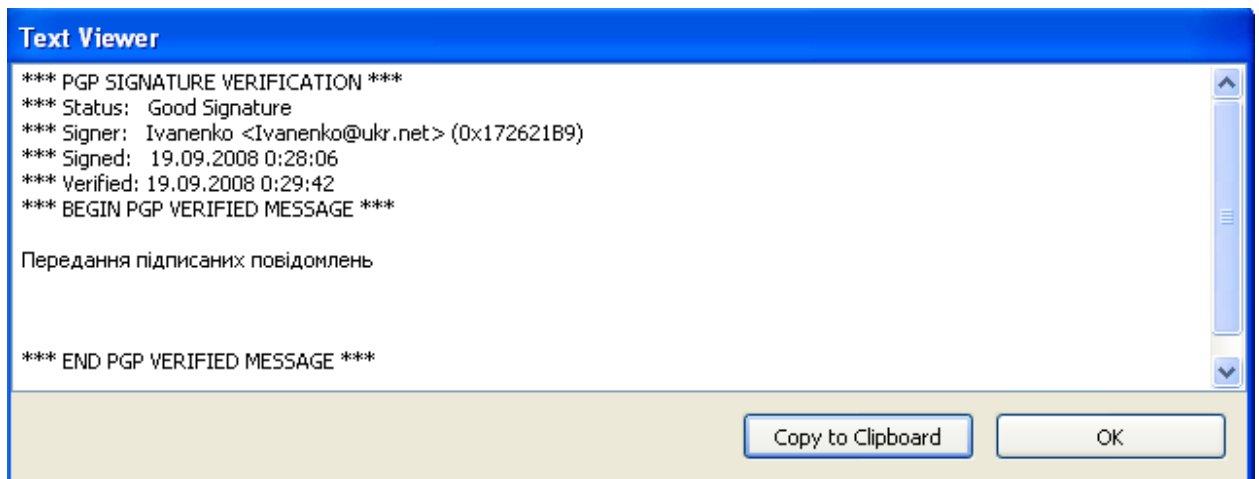 Text Viewer
*** PGP SIGNATURE VERIFICATION ***
*** Status:   Good Signature
*** Signer:   Ivanenko <Ivanenko@ukr.net> (0x172621B9)
*** Signed:   19.09.2008 0:28:06
*** Verified: 19.09.2008 0:29:42
*** BEGIN PGP VERIFIED MESSAGE ***
Передання підписаних повідомлень
*** END PGP VERIFIED MESSAGE ***
Copy to Clipboard OK